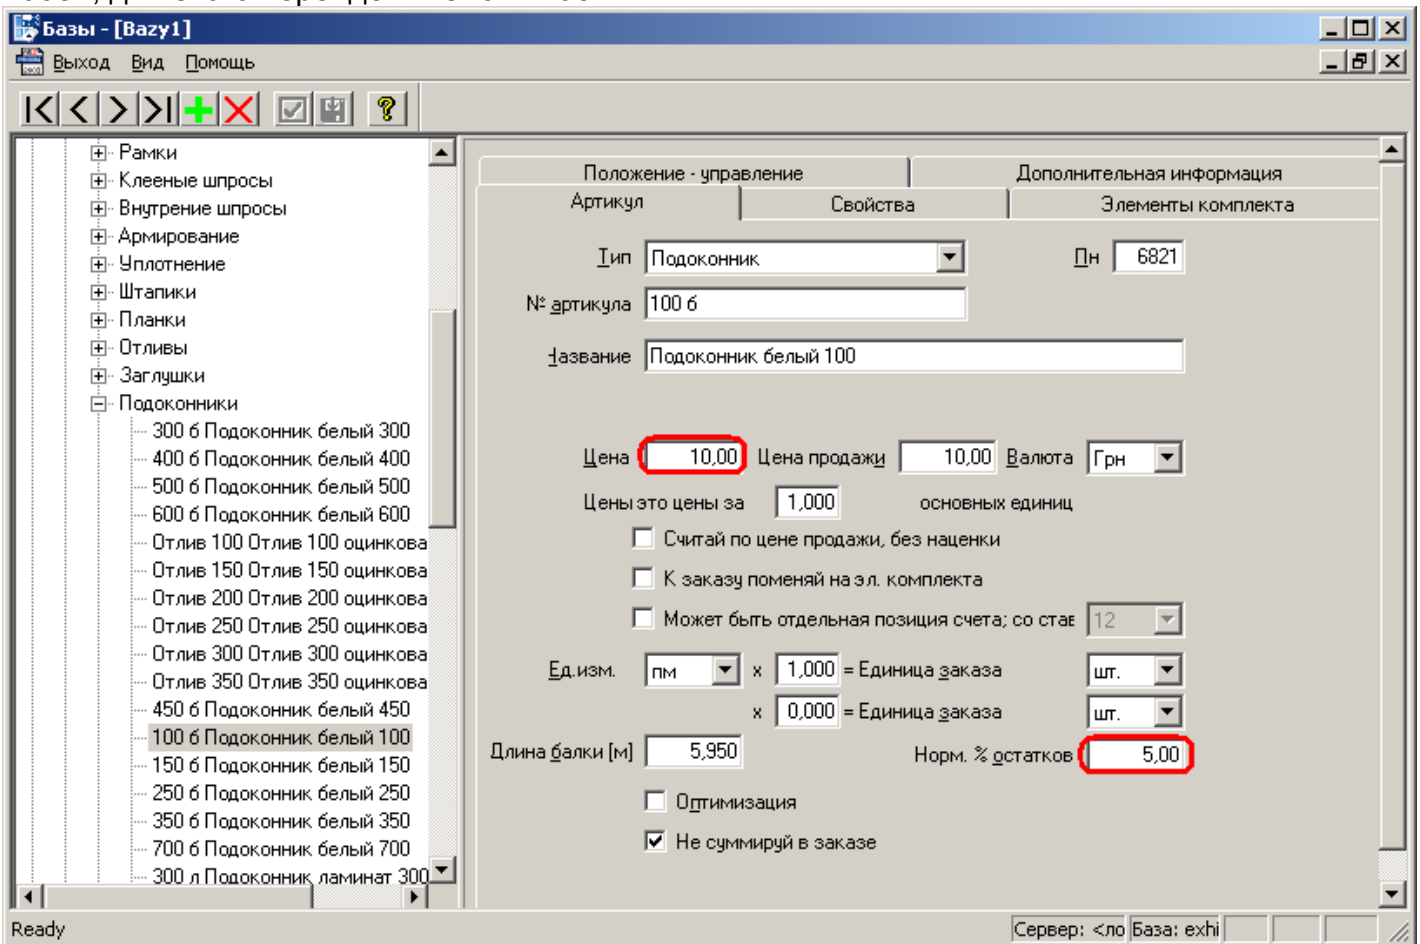 Базы - [Bazy1]
Выход Вид Помощь
Рамки
Клееные шпросы
Внутрение шпросы
Армирование
Уплотнение
Штапики
Планки
Отливы
Заглушки
Подоконники
300 б Подоконник белый 300
400 б Подоконник белый 400
500 б Подоконник белый 500
600 б Подоконник белый 600
Отлив 100 Отлив 100 оцинкова
Отлив 150 Отлив 150 оцинкова
Отлив 200 Отлив 200 оцинкова
Отлив 250 Отлив 250 оцинкова
Отлив 300 Отлив 300 оцинкова
Отлив 350 Отлив 350 оцинкова
450 б Подоконник белый 450
100 б Подоконник белый 100
150 б Подоконник белый 150
250 б Подоконник белый 250
350 б Подоконник белый 350
700 б Подоконник белый 700
300 л Подоконник ламинат 300
Положение - управление Дополнительная информация
Артикул Свойства Элементы комплекта
Тип Подоконник Пн 6821
№ артикула 100 б
Название Подоконник белый 100
Цена 10,00 Цена продажи 10,00 Валюта Грн
Цены это цены за 1,000 основных единиц
Считай по цене продажи, без наценки
К заказу поменяй на эл. комплекта
Может быть отдельная позиция счета; со став 12
Ед.изм. пм x 1,000 = Единица заказа шт.
x 0,000 = Единица заказа шт.
Длина балки [м] 5,950 Норм. % остатков 5,00
Оптимизация
Не суммируй в заказе
Ready Сервер: <ло База: exhi